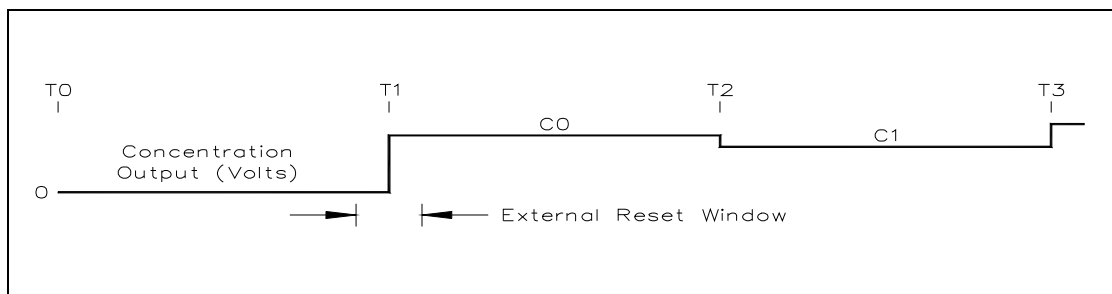 T0 T1 T2 T3
C0
C1
Concentration
Output (Volts)
0
External Reset Window